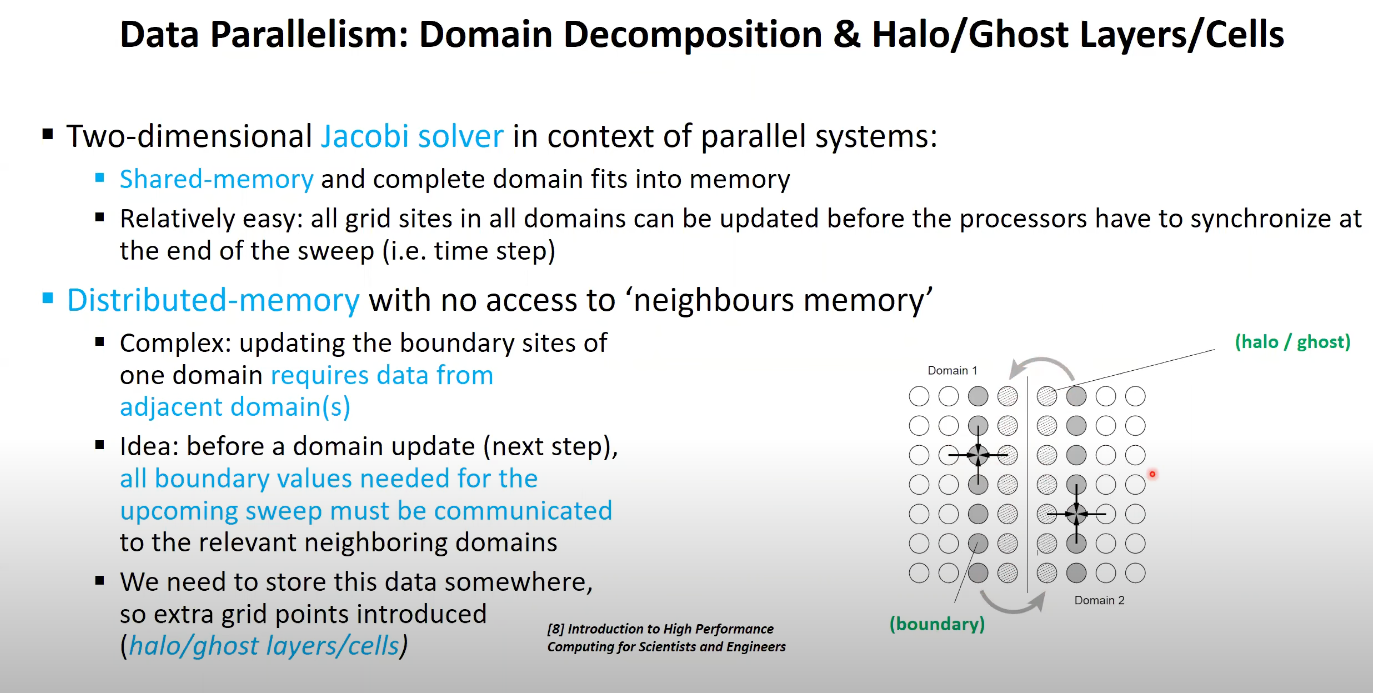 Data Parallelism: Domain Decomposition & Halo/Ghost Layers/Cells
▪ Two-dimensional Jacobi solver in context of parallel systems:
▪ Shared-memory and complete domain fits into memory
▪ Relatively easy: all grid sites in all domains can be updated before the processors have to synchronize at
the end of the sweep (i.e. time step)
▪ Distributed-memory with no access to ‘neighbours memory’
▪ Complex: updating the boundary sites of
one domain requires data from
adjacent domain(s)
▪ Idea: before a domain update (next step),
all boundary values needed for the
upcoming sweep must be communicated
to the relevant neighboring domains
▪ We need to store this data somewhere,
so extra grid points introduced
(halo/ghost layers/cells)
[8] Introduction to High Performance
Computing for Scientists and Engineers
(halo / ghost)
Domain 1
Domain 2
(boundary)